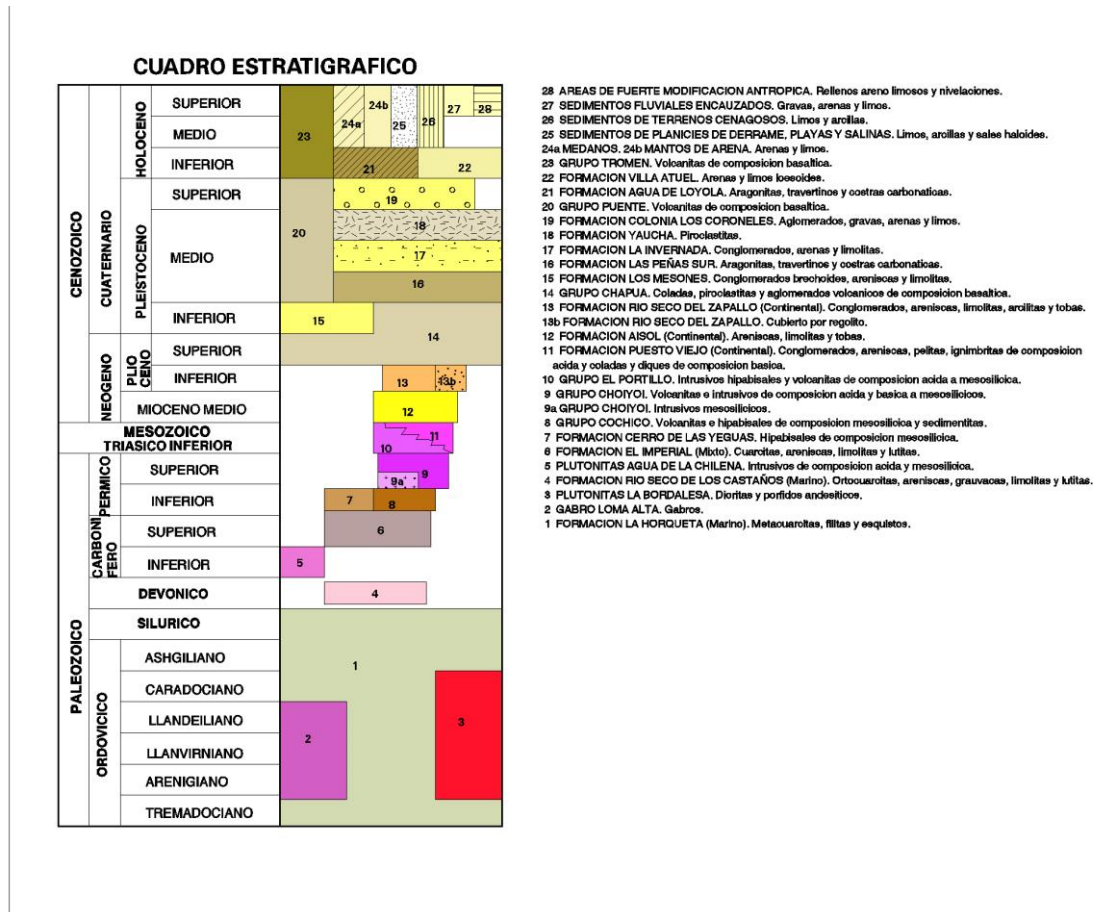 CUADRO ESTRATIGRAFICO
CENOZOICO
CUATERNARIO
HOLOCENO
SUPERIOR
MEDIO
INFERIOR
PLEISTOCENO
SUPERIOR
MEDIO
INFERIOR
NEOGENO
PLIO
CENO
SUPERIOR
INFERIOR
MIOCENO MEDIO
MESOZOICO
TRIASICO INFERIOR
PALEOZOICO
PERMICO
SUPERIOR
INFERIOR
CARBONI
FERO
SUPERIOR
INFERIOR
DEVONICO
SILURICO
ORDOVICICO
ASHGILIANO
CARADOCIANO
LLANDEILIANO
LLANVIRNIANO
ARENIGIANO
TREMADOCIANO
23
24a
24b
25
26
27
28
21
22
20
19
18
17
16
15
14
13
13b
12
11
10
9
9a
7
8
6
5
4
1
2
3
28 AREAS DE FUERTE MODIFICACION ANTROPICA. Rellenos areno limosos y nivelaciones.
27 SEDIMENTOS FLUVIALES ENCAUZADOS. Gravas, arenas y limos.
26 SEDIMENTOS DE TERRENOS CENAGOSOS. Limos y arcillas.
25 SEDIMENTOS DE PLANICIES DE DERRAME, PLAYAS Y SALINAS. Limos, arcillas y sales haloides.
24a MEDANOS. 24b MANTOS DE ARENA. Arenas y limos.
23 GRUPO TROMEN. Volcanitas de composicion basaltica.
22 FORMACION VILLA ATUEL. Arenas y limos loesoides.
21 FORMACION AGUA DE LOYOLA. Aragonitas, travertinos y costras carbonaticas.
20 GRUPO PUENTE. Volcanitas de composicion basaltica.
19 FORMACION COLONIA LOS CORONELES. Aglomerados, gravas, arenas y limos.
18 FORMACION YAUCHA. Piroclastitas.
17 FORMACION LA INVERNADA. Conglomerados, arenas y limolitas.
16 FORMACION LAS PEÑAS SUR. Aragonitas, travertinos y costras carbonaticas.
15 FORMACION LOS MESONES. Conglomerados brechoides, areniscas y limolitas.
14 GRUPO CHAPUA. Coladas, piroclastitas y aglomerados volcanicos de composicion basaltica.
13 FORMACION RIO SECO DEL ZAPALLO (Continental). Conglomerados, areniscas, limolitas, arcilitas y tobas.
13b FORMACION RIO SECO DEL ZAPALLO. Cubierto por regolito.
12 FORMACION AISOL (Continental). Areniscas, limolitas y tobas.
11 FORMACION PUESTO VIEJO (Continental). Conglomerados, areniscas, pelitas, ignimbritas de composicion
acida y coladas y diques de composicion basica.
10 GRUPO EL PORTILLO. Intrusivos hipabisales y volcanitas de composicion acida a mesosilicica.
9 GRUPO CHOIYOI. Volcanitas e intrusivos de composicion acida y basica a mesosilicicos.
9a GRUPO CHOIYOI. Intrusivos mesosilicicos.
8 GRUPO COCHICO. Volcanitas e hipabisales de composicion mesosilicica y sedimentitas.
7 FORMACION CERRO DE LAS YEGUAS. Hipabisales de composicion mesosilicica.
6 FORMACION EL IMPERIAL (Mixto). Cuarcitas, areniscas, limolitas y lutitas.
5 PLUTONITAS AGUA DE LA CHILENA. Intrusivos de composicion acida y mesosilicica.
4 FORMACION RIO SECO DE LOS CASTAÑOS (Marino). Ortocuarcitas, areniscas, grauvacas, limolitas y lutitas.
3 PLUTONITAS LA BORDALESA. Dioritas y porfidos andesiticos.
2 GABRO LOMA ALTA. Gabros.
1 FORMACION LA HORQUETA (Marino). Metacuarcitas, filitas y esquistos.